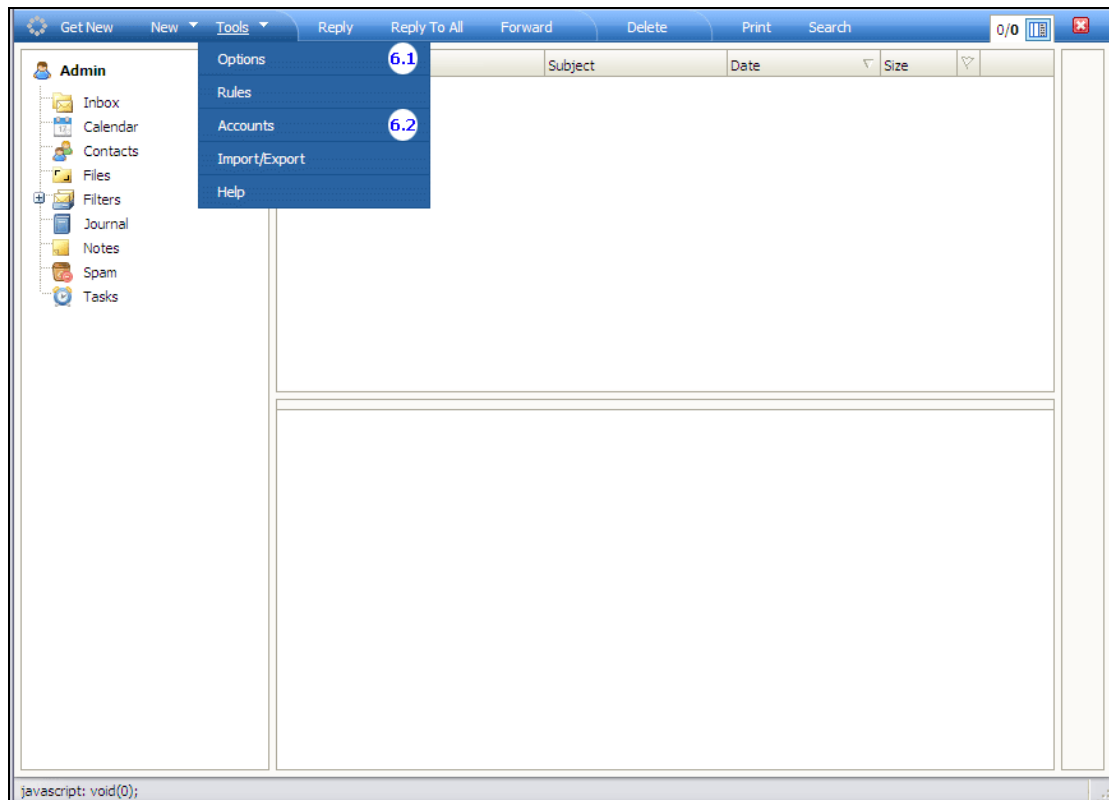 Get New New Tools Reply Reply To All Forward Delete Print Search 0/0
Options 6.1
Rules
Accounts 6.2
Import/Export
Help
Subject Date Size
Admin
Inbox
12
Calendar
Contacts
Files
Filters
Journal
Notes
Spam
Tasks
javascript: void(0);